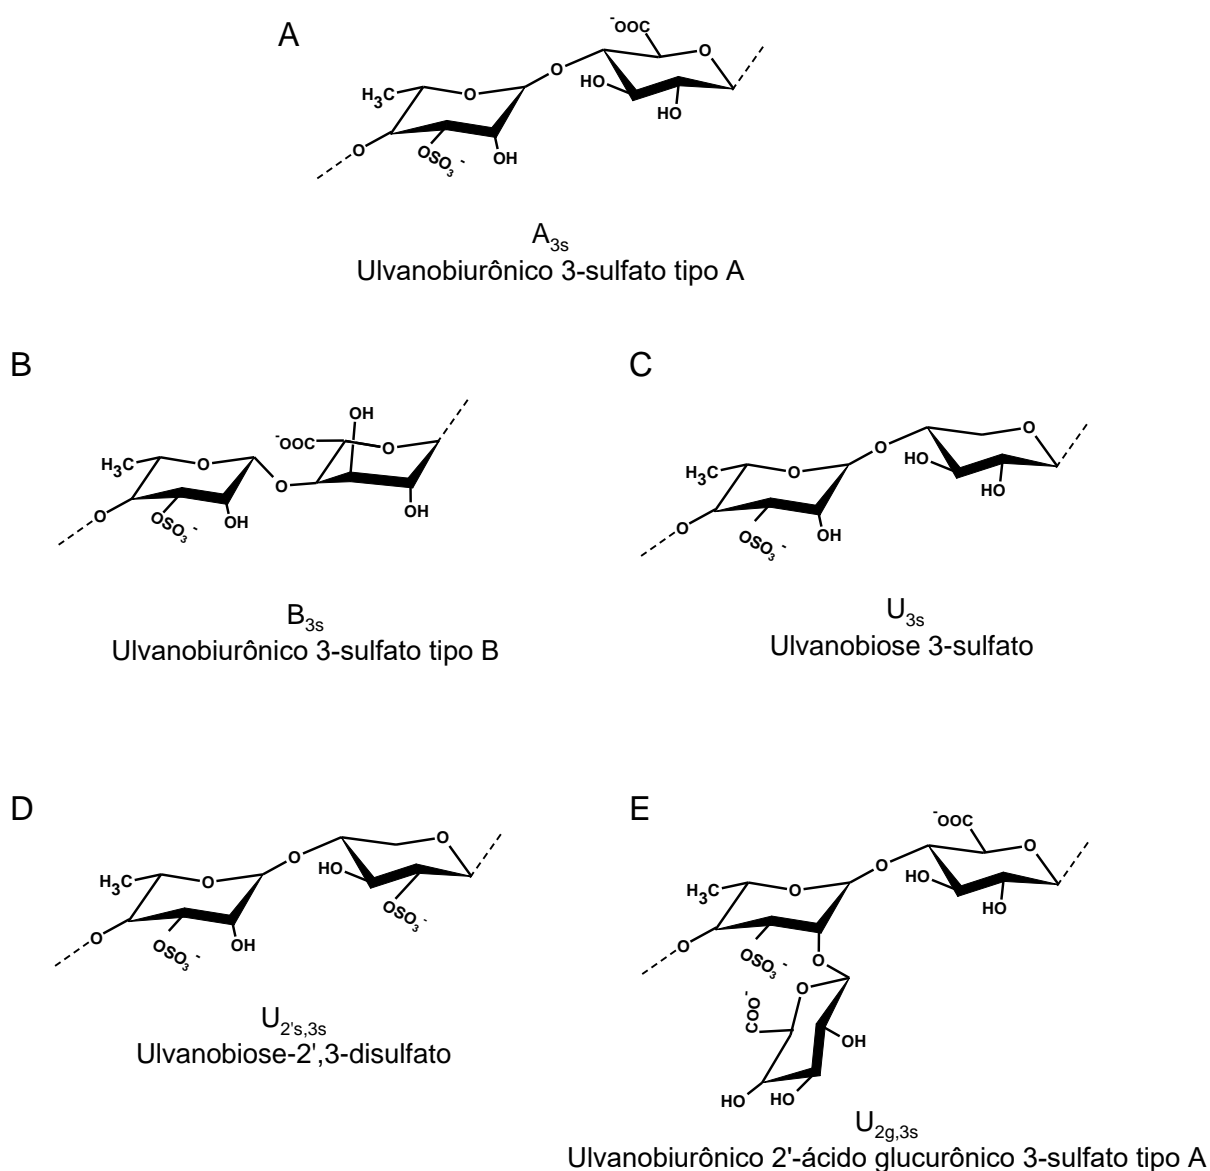 A
⁻OOC
O
O
HO
HO
H₃C
O
O
OSO₃⁻
OH
A₃ₛ
Ulvanobiurônico 3-sulfato tipo A
B
OH
⁻OOC
O
H₃C
O
O
O
OSO₃⁻
OH
OH
B₃ₛ
Ulvanobiurônico 3-sulfato tipo B
C
O
O
HO
HO
H₃C
O
O
OSO₃⁻
OH
U₃ₛ
Ulvanobiose 3-sulfato
D
O
O
HO
OSO₃⁻
H₃C
O
O
OSO₃⁻
OH
U₂'ₛ,₃ₛ
Ulvanobiose-2',3-disulfato
E
⁻OOC
O
O
HO
HO
H₃C
O
O
OSO₃⁻
O
O
COO⁻
OH
HO
HO
U2g,3s
Ulvanobiurônico 2'-ácido glucurônico 3-sulfato tipo A